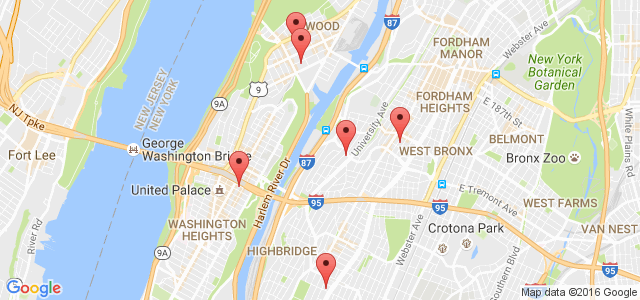 WOOD
87
FORDHAM
MANOR
Webster Ave
New York
Botanical
Garden
9A
9
NEW JERSEY
NEW YORK
NJ Tpke
FORDHAM
HEIGHTS
E 187th St
University Ave
George
Washington Bridge
Fort Lee
WEST BRONX
BELMONT
Bronx Zoo
White Plains Rd
87
Harlem River Dr
United Palace
95
95
E Tremont Ave
WEST FARMS
WASHINGTON
HEIGHTS
River Rd
9A
HIGHBRIDGE
Webster Ave
Crotona Park
VAN NEST
Southern Blvd
95
Google
Map data ©2016 Google